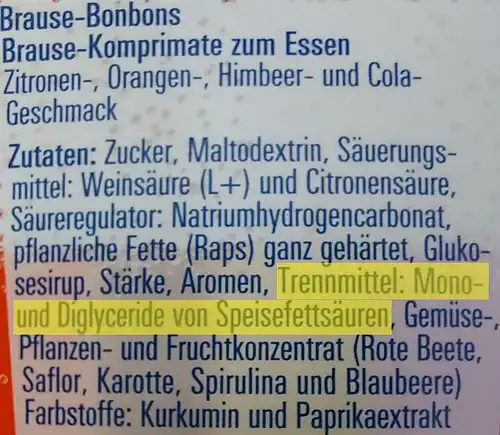 Brause-Bonbons
Brause-Komprimate zum Essen
Zitronen-, Orangen-, Himbeer- und Cola-
Geschmack
Zutaten: Zucker, Maltodextrin, Säuerungs-
mittel: Weinsäure (L+) und Citronensäure,
Säureregulator: Natriumhydrogencarbonat,
pflanzliche Fette (Raps) ganz gehärtet, Gluko-
sesirup, Stärke, Aromen, Trennmittel: Mono-
und Diglyceride von Speisefettsäuren, Gemüse-,
Pflanzen- und Fruchtkonzentrat (Rote Beete,
Saflor, Karotte, Spirulina und Blaubeere)
Farbstoffe: Kurkumin und Paprikaextrakt